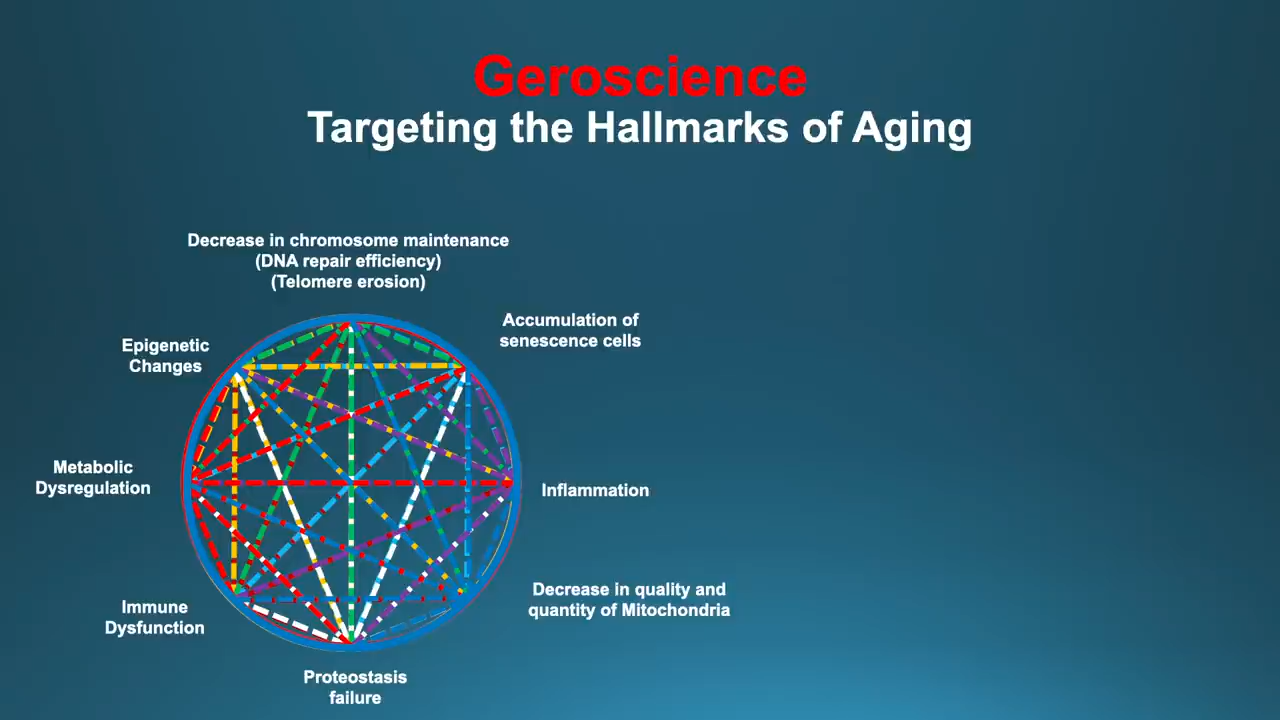 Geroscience
Targeting the Hallmarks of Aging
Decrease in chromosome maintenance
(DNA repair efficiency)
(Telomere erosion)
Accumulation of
senescence cells
Epigenetic
Changes
Metabolic
Dysregulation
Inflammation
Decrease in quality and
quantity of Mitochondria
Immune
Dysfunction
Proteostasis
failure